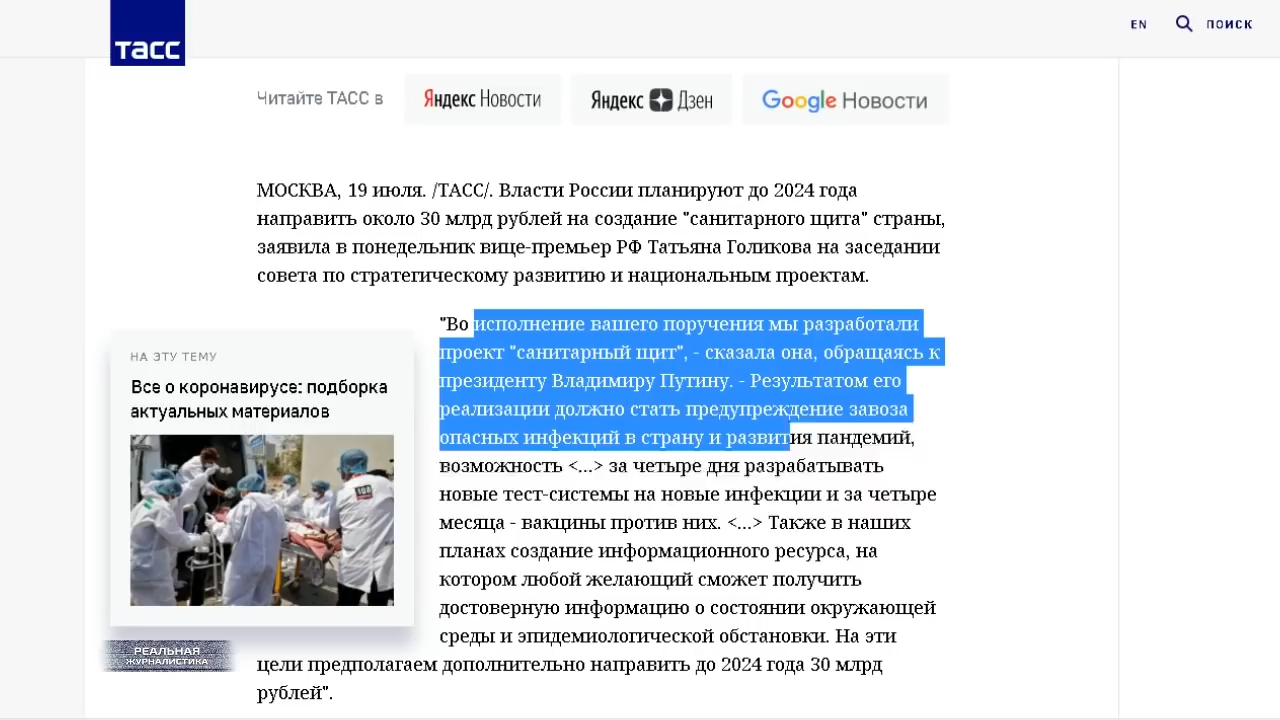 тасс
EN
ПОИСК
Читайте ТАСС в
Яндекс Новости
Яндекс Дзен
Google Новости
МОСКВА, 19 июля. /ТАСС/. Власти России планируют до 2024 года
направить около 30 млрд рублей на создание "санитарного щита" страны,
заявила в понедельник вице-премьер РФ Татьяна Голикова на заседании
совета по стратегическому развитию и национальным проектам.
НА ЭТУ ТЕМУ
Все о коронавирусе: подборка
актуальных материалов
108
РЕАЛЬНАЯ
ЖУРНАЛИСТИКА
"Во исполнение вашего поручения мы разработали
проект "санитарный щит", - сказала она, обращаясь к
президенту Владимиру Путину. - Результатом его
реализации должно стать предупреждение завоза
опасных инфекций в страну и развития пандемий,
возможность <...> за четыре дня разрабатывать
новые тест-системы на новые инфекции и за четыре
месяца - вакцины против них. <...> Также в наших
планах создание информационного ресурса, на
котором любой желающий сможет получить
достоверную информацию о состоянии окружающей
среды и эпидемиологической обстановки. На эти
цели предполагаем дополнительно направить до 2024 года 30 млрд
рублей".